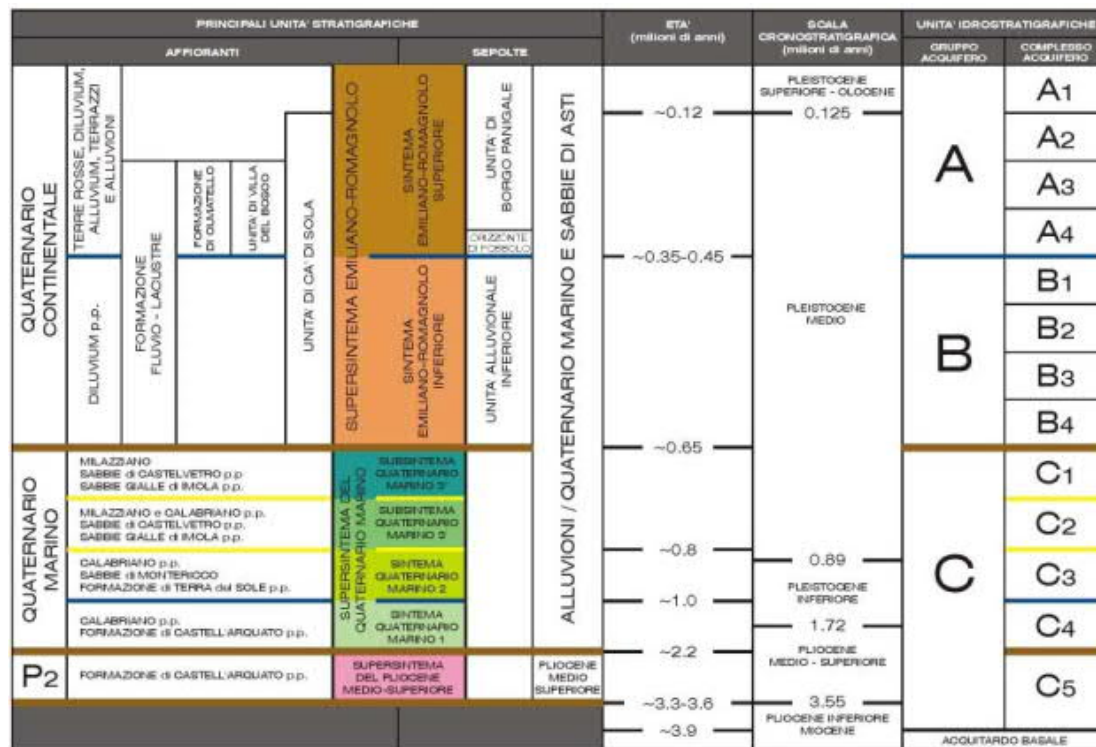 PRINCIPALI UNITA' STRATIGRAFICHE
ETA'
(milioni di anni)
SCALA
CRONOSTRATIGRAFICA
(milioni di anni)
UNITA' IDROSTRATIGRAFICHE
AFFIORANTI
SEPOLTE
GRUPPO
ACQUIFERO
COMPLESSO
ACQUIFERO
QUATERNARIO
CONTINENTALE
TERRE ROSSE, DILUVIUM,
ALLUVIUM, TERRAZZI
E ALLUVIONI
DILUVIUM p.p.
FORMAZIONE
FLUVIO - LACUSTRE
FORMAZIONE
DI OLMATELLO
UNITA' DI VILLA
DEL BOSCO
UNITA' DI CA' DI SOLA
SUPERSINTEMA EMILIANO-ROMAGNOLO
SINTEMA
EMILIANO-ROMAGNOLO
SUPERIORE
SINTEMA
EMILIANO-ROMAGNOLO
INFERIORE
UNITA' DI
BORGO PANIGALE
ORIZZONTE
DI FOSSOLO
UNITA' ALLUVIONALE
INFERIORE
ALLUVIONI / QUATERNARIO MARINO E SABBIE DI ASTI
~0.12
~0.35-0.45
~0.65
~0.8
~1.0
~2.2
~3.3-3.6
~3.9
PLEISTOCENE
SUPERIORE - OLOCENE
0.125
PLEISTOCENE
MEDIO
0.89
PLEISTOCENE
INFERIORE
1.72
PLIOCENE
MEDIO - SUPERIORE
3.55
PLIOCENE INFERIORE
MIOCENE
A
A1
A2
A3
A4
B
B1
B2
B3
B4
C
C1
C2
C3
C4
C5
ACQUITARDO BASALE
QUATERNARIO
MARINO
MILAZZIANO
SABBIE di CASTELVETRO p.p.
SABBIE GIALLE di IMOLA p.p.
MILAZZIANO e CALABRIANO p.p.
SABBIE di CASTELVETRO p.p.
SABBIE GIALLE di IMOLA p.p.
CALABRIANO p.p.
SABBIE di MONTERICCO
FORMAZIONE di TERRA del SOLE p.p.
CALABRIANO p.p.
FORMAZIONE di CASTELL'ARQUATO p.p.
SUPERSINTEMA DEL
QUATERNARIO MARINO
SUBSINTEMA
QUATERNARIO
MARINO 3'
SUBSINTEMA
QUATERNARIO
MARINO 3
SINTEMA
QUATERNARIO
MARINO 2
SINTEMA
QUATERNARIO
MARINO 1
P2
FORMAZIONE di CASTELL'ARQUATO p.p.
SUPERSINTEMA
DEL PLIOCENE
MEDIO-SUPERIORE
PLIOCENE
MEDIO
SUPERIORE